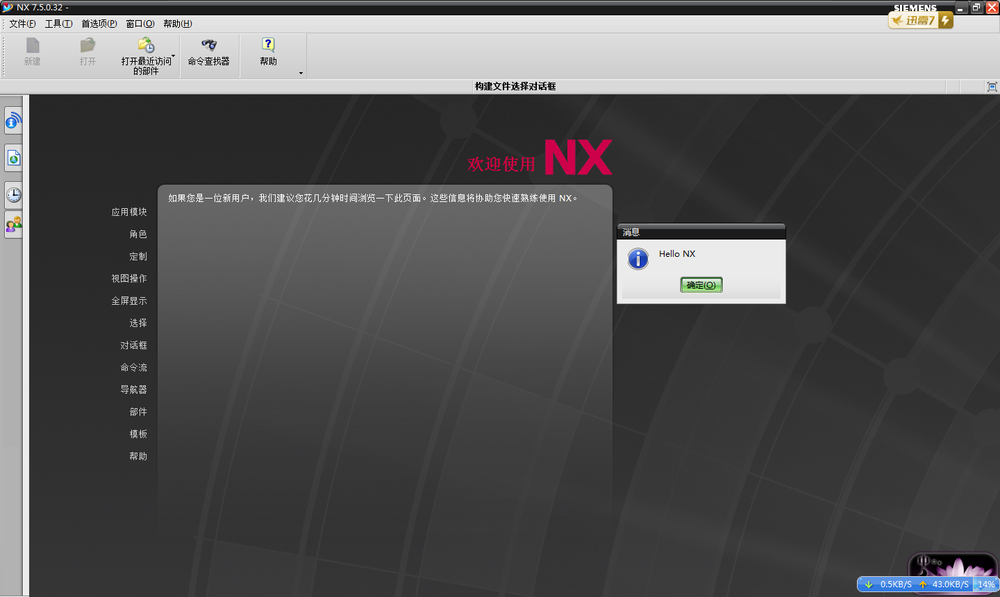 NX 7.5.0.32 -
SIEMENS
文件(F) 工具(T) 首选项(P) 窗口(O) 帮助(H)
迅雷7
新建
打开
打开最近访问的部件
命令查找器
帮助
构建文件选择对话框
欢迎使用 NX
如果您是一位新用户，我们建议您花几分钟时间浏览一下此页面。这些信息将协助您快速熟练使用 NX。
应用模块
角色
定制
视图操作
全屏显示
选择
对话框
命令流
导航器
部件
模板
帮助
消息
Hello NX
确定(O)
中
0.5KB/S 43.0KB/S 14%